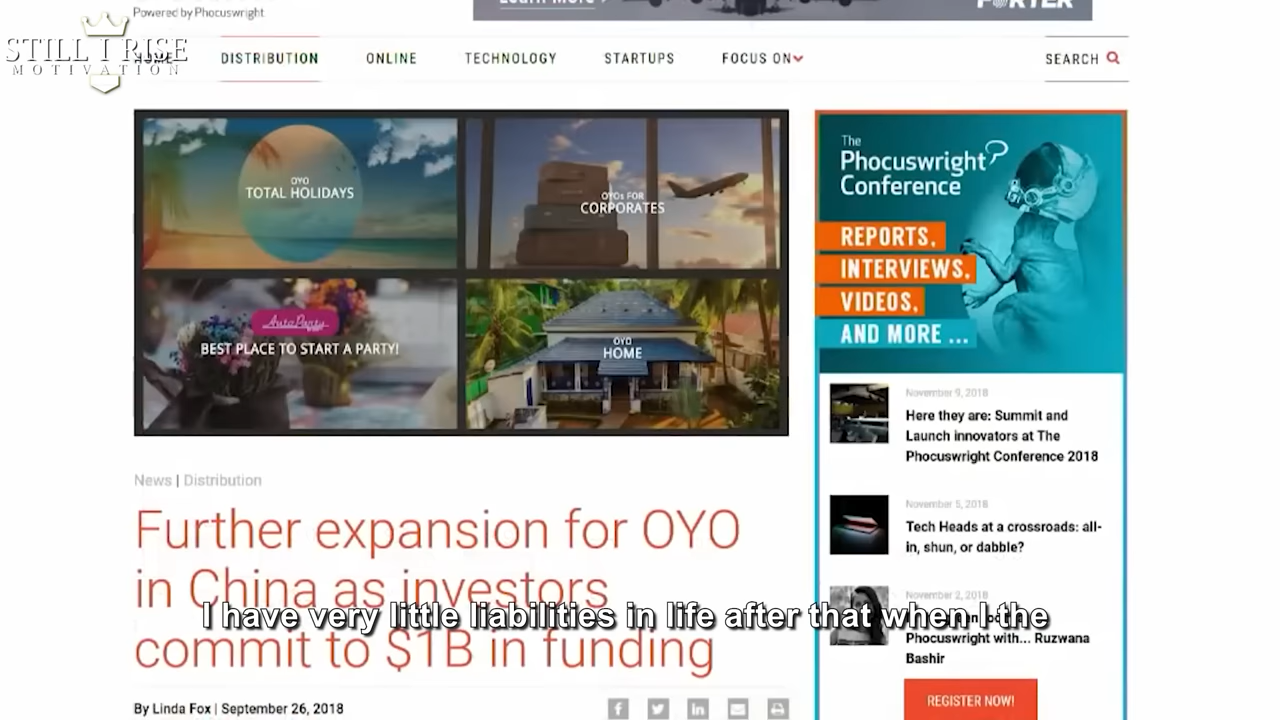 Powered by Phocuswright
Learn More >
PORTER
STILL I RISE
MOTIVATION
HOME
DISTRIBUTION
ONLINE
TECHNOLOGY
STARTUPS
FOCUS ON
SEARCH
OYO
TOTAL HOLIDAYS
OYOs FOR
CORPORATES
AutoParty
BEST PLACE TO START A PARTY!
OYO
HOME
The
Phocuswright
Conference
REPORTS,
INTERVIEWS,
VIDEOS,
AND MORE ...
November 9, 2018
Here they are: Summit and
Launch innovators at The
Phocuswright Conference 2018
November 5, 2018
Tech Heads at a crossroads: all-
in, shun, or dabble?
November 2, 2018
Phocuswright with... Ruzwana
Bashir
REGISTER NOW!
News | Distribution
Further expansion for OYO
in China as investors
commit to $1B in funding
I have very little liabilities in life after that when I the
By Linda Fox | September 26, 2018